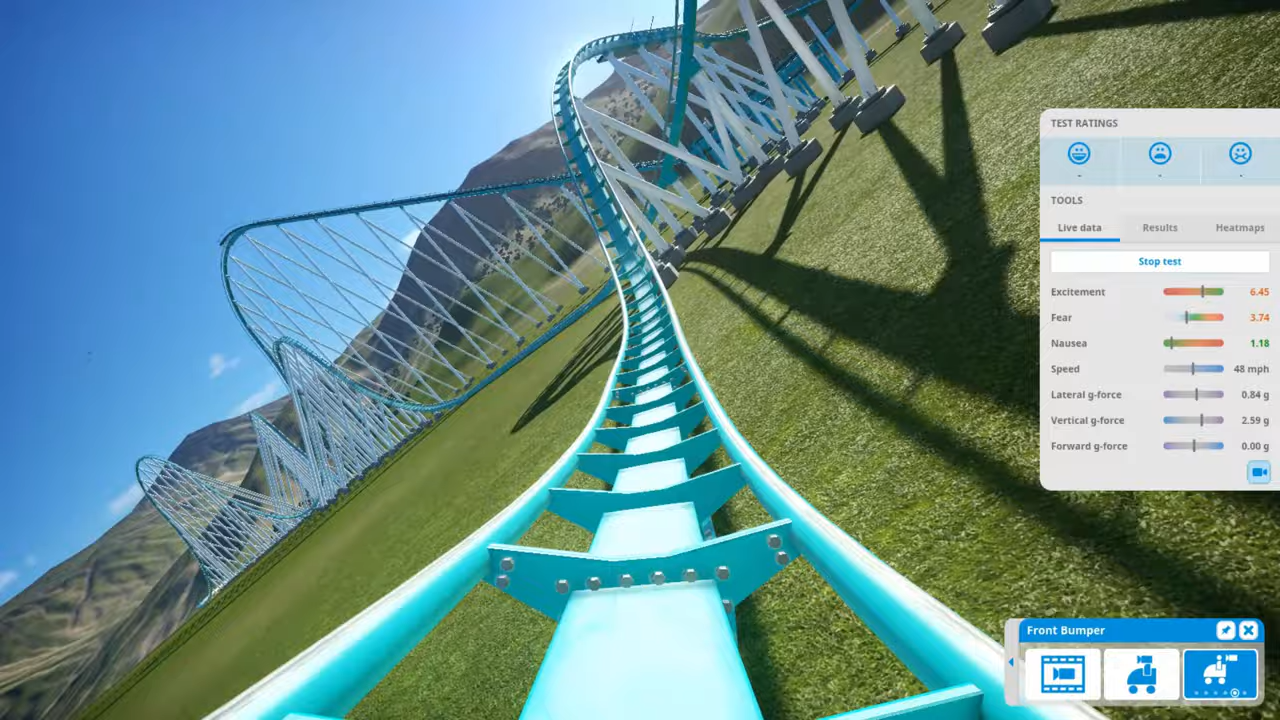 TEST RATINGS
- - -
TOOLS
Live data Results Heatmaps
Stop test
Excitement 6.45
Fear 3.74
Nausea 1.18
Speed 48 mph
Lateral g-force 0.84 g
Vertical g-force 2.59 g
Forward g-force 0.00 g
Front Bumper